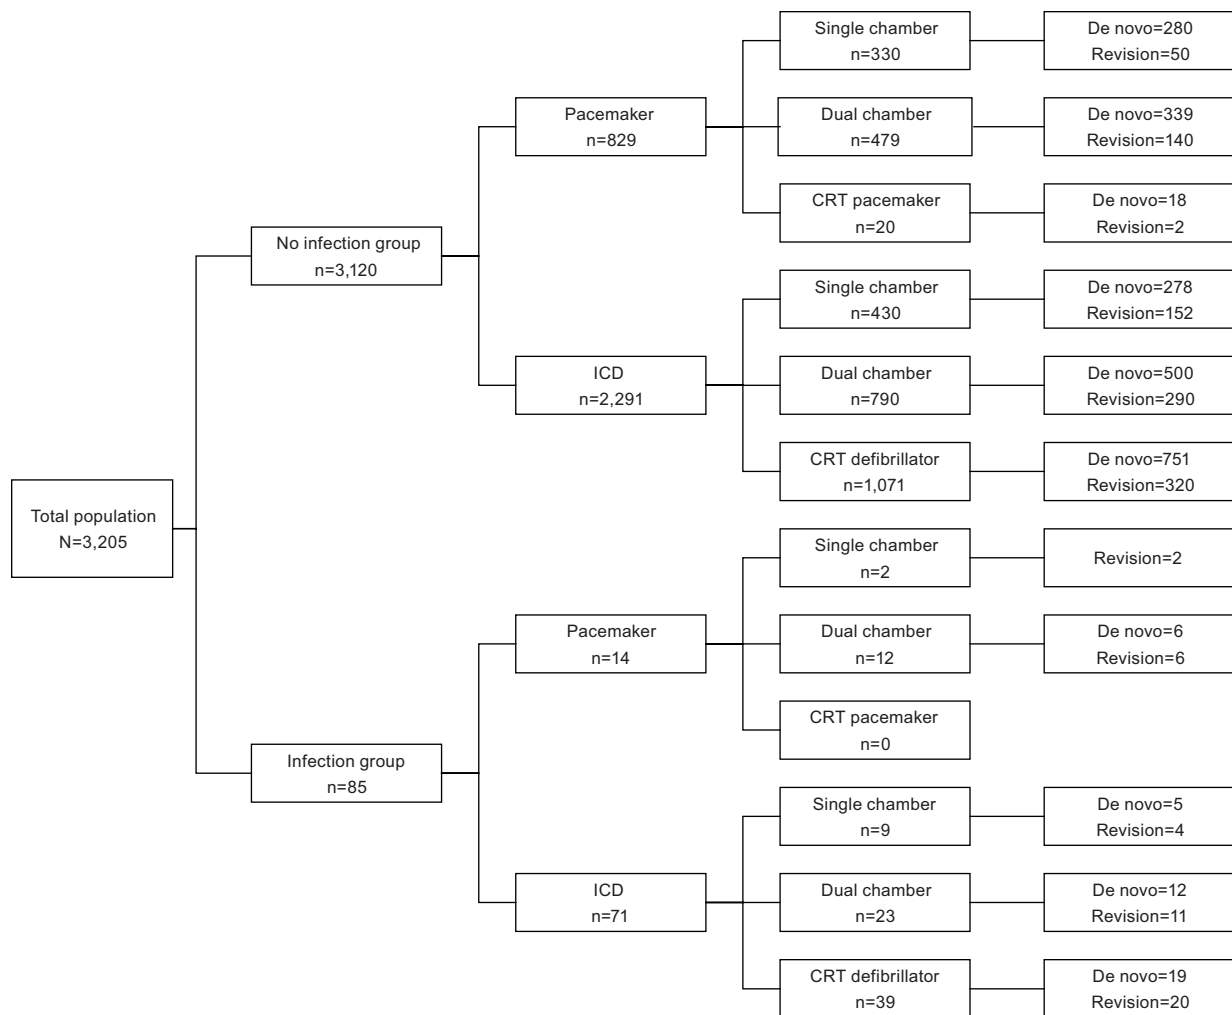 Total population
N=3,205
No infection group
n=3,120
Pacemaker
n=829
Single chamber
n=330
De novo=280
Revision=50
Dual chamber
n=479
De novo=339
Revision=140
CRT pacemaker
n=20
De novo=18
Revision=2
ICD
n=2,291
Single chamber
n=430
De novo=278
Revision=152
Dual chamber
n=790
De novo=500
Revision=290
CRT defibrillator
n=1,071
De novo=751
Revision=320
Infection group
n=85
Pacemaker
n=14
Single chamber
n=2
Revision=2
Dual chamber
n=12
De novo=6
Revision=6
CRT pacemaker
n=0
ICD
n=71
Single chamber
n=9
De novo=5
Revision=4
Dual chamber
n=23
De novo=12
Revision=11
CRT defibrillator
n=39
De novo=19
Revision=20